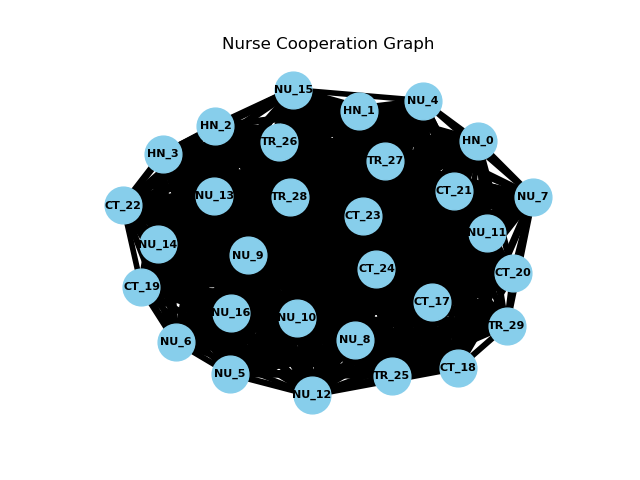 Nurse Cooperation Graph
NU_15
NU_4
HN_1
HN_2
HN_0
TR_26
HN_3
TR_27
CT_21
NU_13
TR_28
NU_7
CT_22
CT_23
NU_11
NU_14
NU_9
CT_24
CT_20
CT_19
CT_17
NU_16
NU_10
TR_29
NU_8
NU_6
CT_18
NU_5
TR_25
NU_12